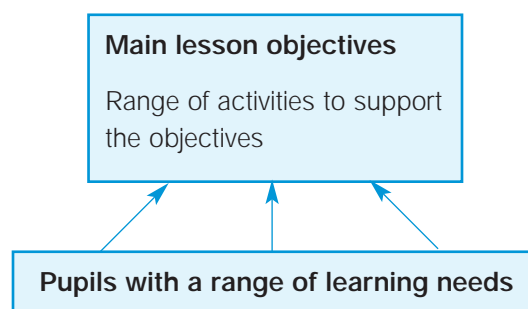 Main lesson objectives
Range of activities to support
the objectives
Pupils with a range of learning needs